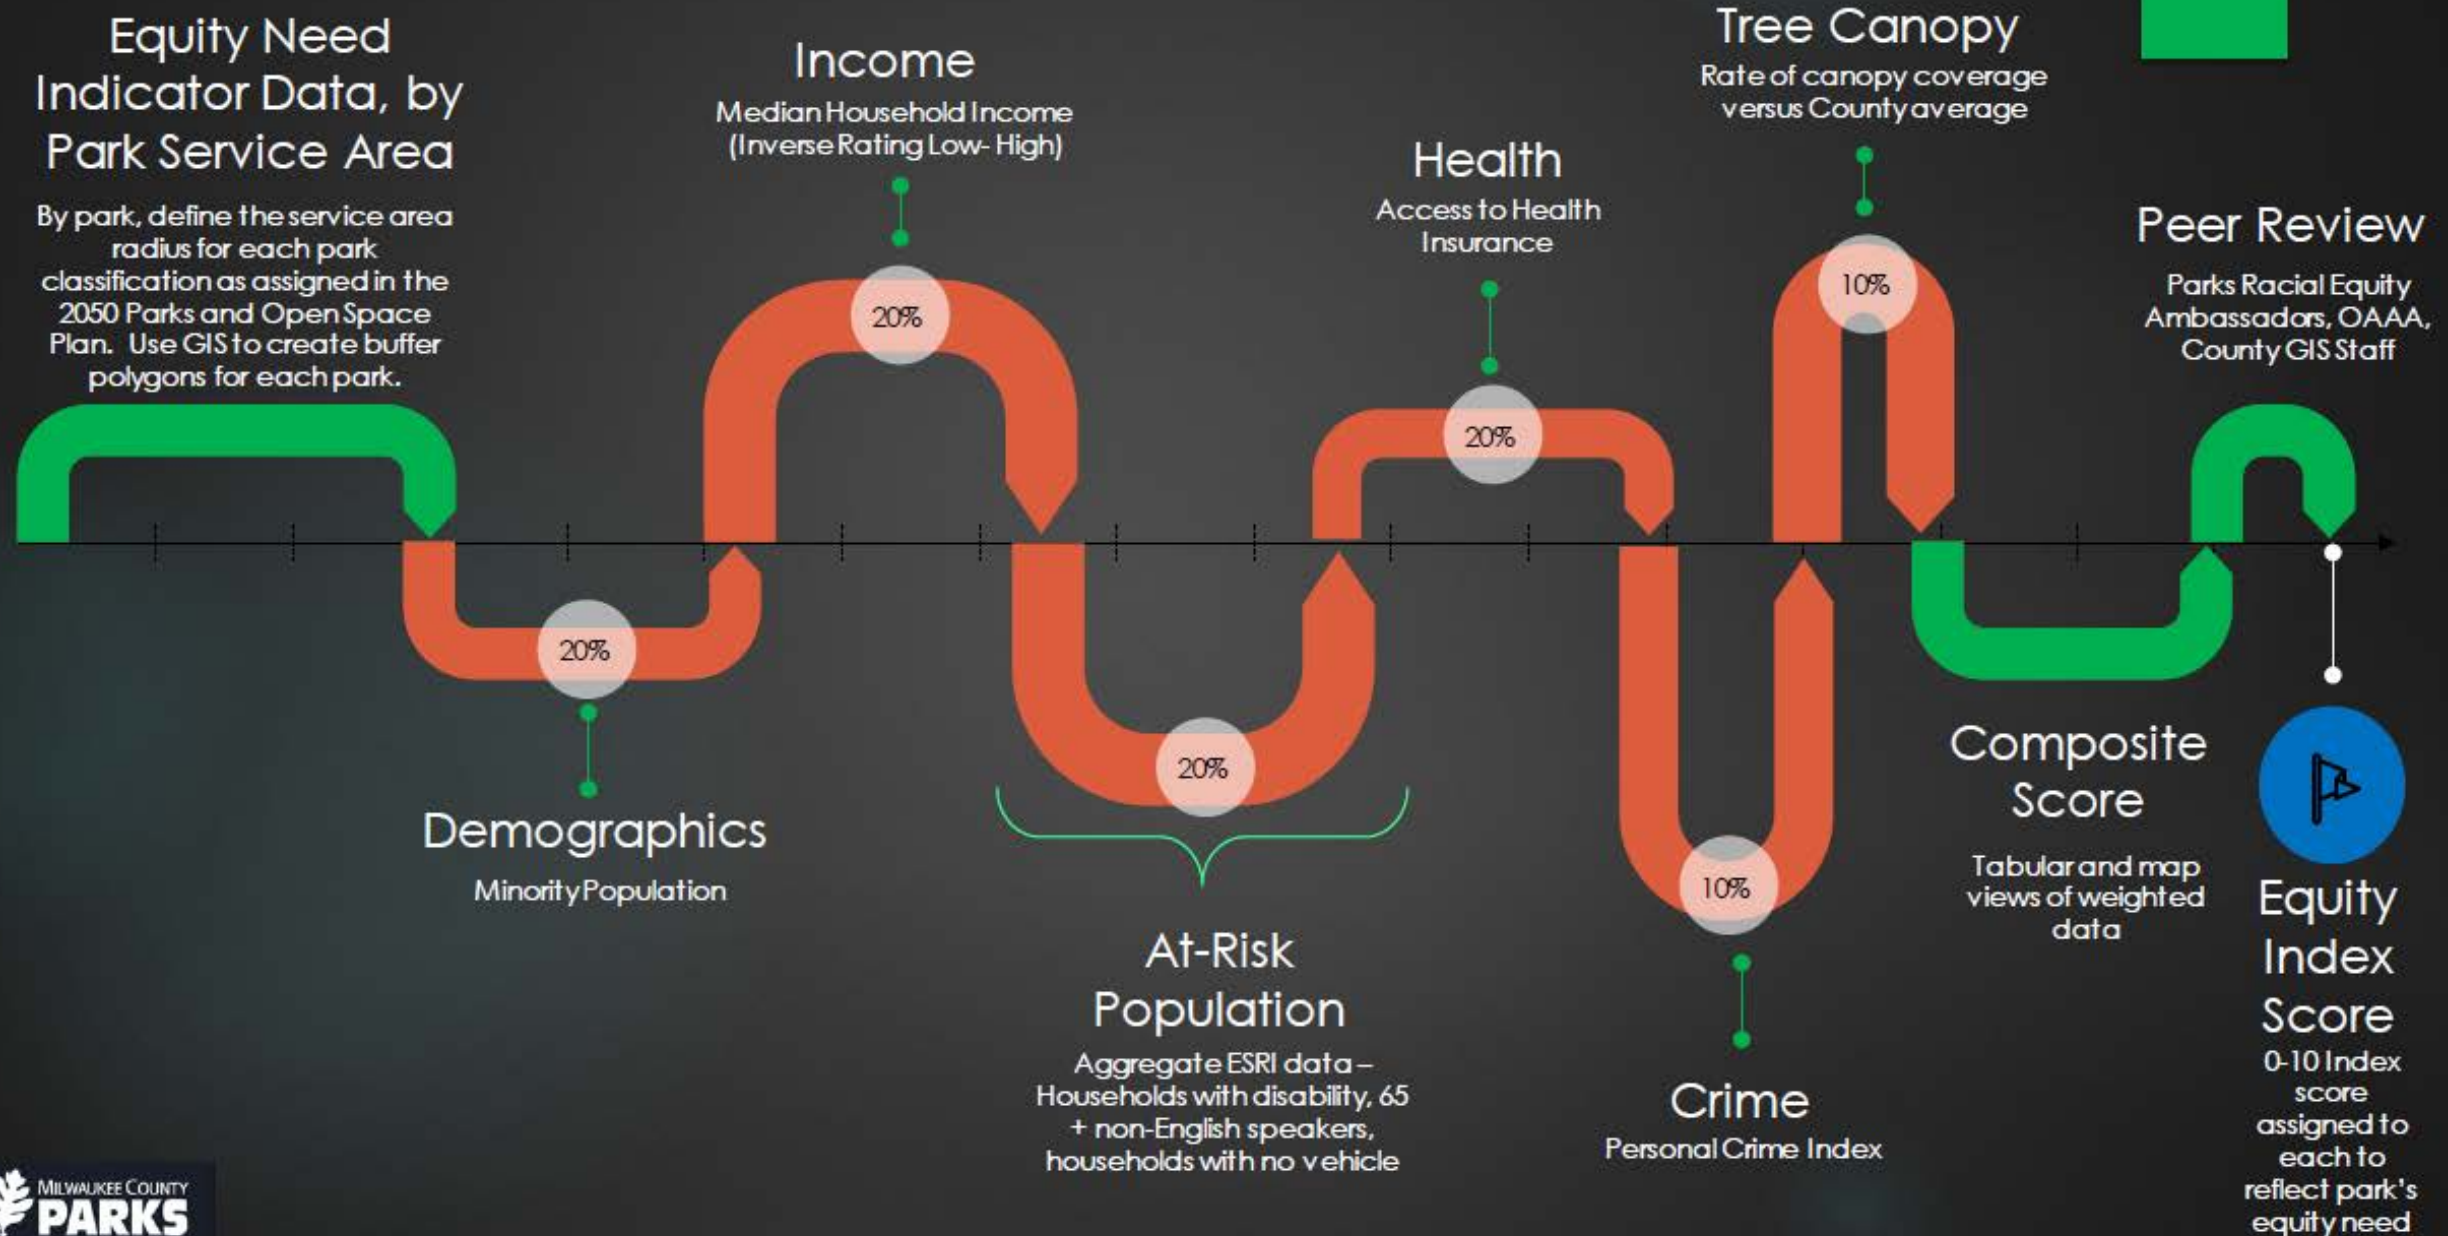 Equity Need
Indicator Data, by
Park Service Area
By park, define the service area
radius for each park
classification as assigned in the
2050 Parks and Open Space
Plan. Use GIS to create buffer
polygons for each park.
20%
Demographics
Minority Population
Income
Median Household Income
(Inverse Rating Low- High)
20%
20%
At-Risk
Population
Aggregate ESRI data –
Households with disability, 65
+ non-English speakers,
households with no vehicle
Health
Access to Health
Insurance
20%
10%
Crime
Personal Crime Index
Tree Canopy
Rate of canopy coverage
versus County average
10%
Composite
Score
Tabular and map
views of weighted
data
Peer Review
Parks Racial Equity
Ambassadors, OAAA,
County GIS Staff
Equity
Index
Score
0-10 Index
score
assigned to
each to
reflect park's
equity need
MILWAUKEE COUNTY
PARKS